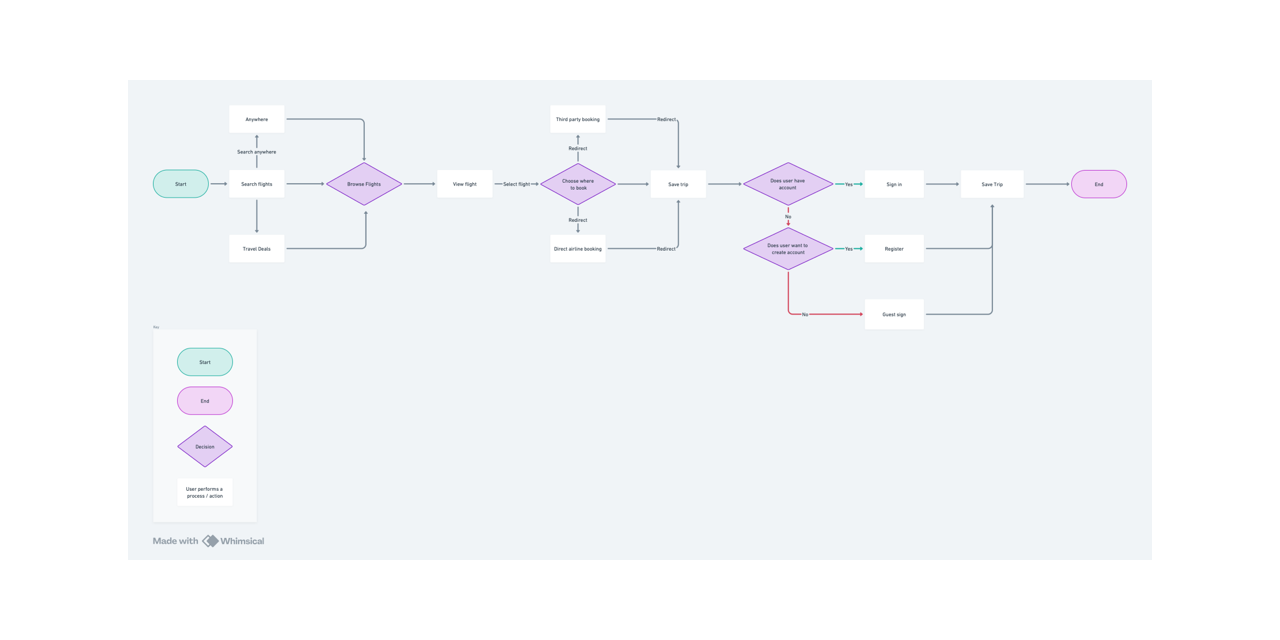 Anywhere
Third party booking
Redirect
Search anywhere
Redirect
Start
Search flights
Browse Flights
View flight
Select flight
Choose where
to book
Save trip
Does user have
account
Yes
Sign in
Save Trip
End
No
Redirect
Travel Deals
Direct airline booking
Redirect
Does user want to
create account
Yes
Register
No
Guest sign
Key
Start
End
Decision
User performs a
process / action
Made with Whimsical